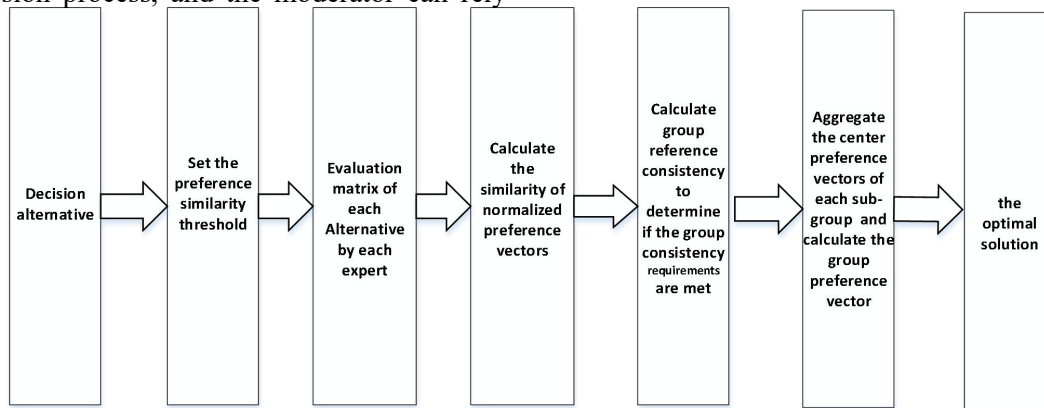 sion process, and the moderator can rely
Decision
alternative
Set the
preference
similarity
threshold
Evaluation
matrix of
each
Alternative
by each
expert
Calculate
the
similarity of
normalized
preference
vectors
Calculate
group
reference
consistency
to
determine
if the group
consistency
requirements
are met
Aggregate
the center
preference
vectors of
each sub-
group and
calculate the
group
preference
vector
the
optimal
solution